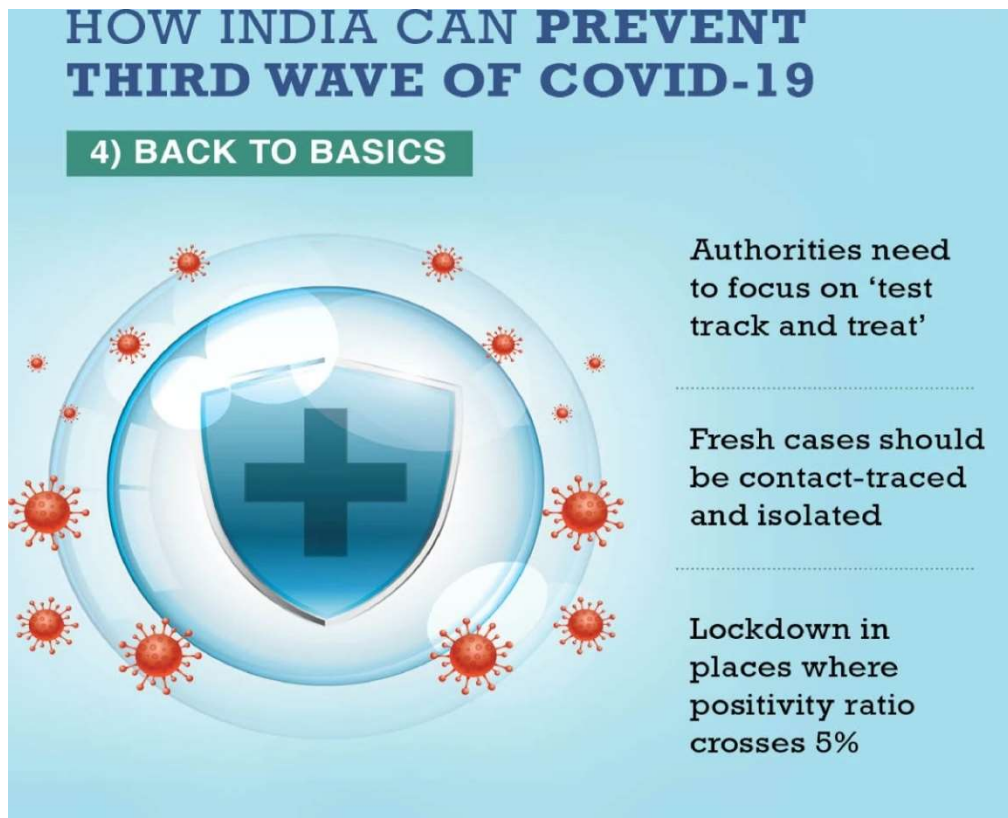 HOW INDIA CAN PREVENT
THIRD WAVE OF COVID-19
4) BACK TO BASICS
Authorities need
to focus on ‘test
track and treat’
Fresh cases should
be contact-traced
and isolated
Lockdown in
places where
positivity ratio
crosses 5%